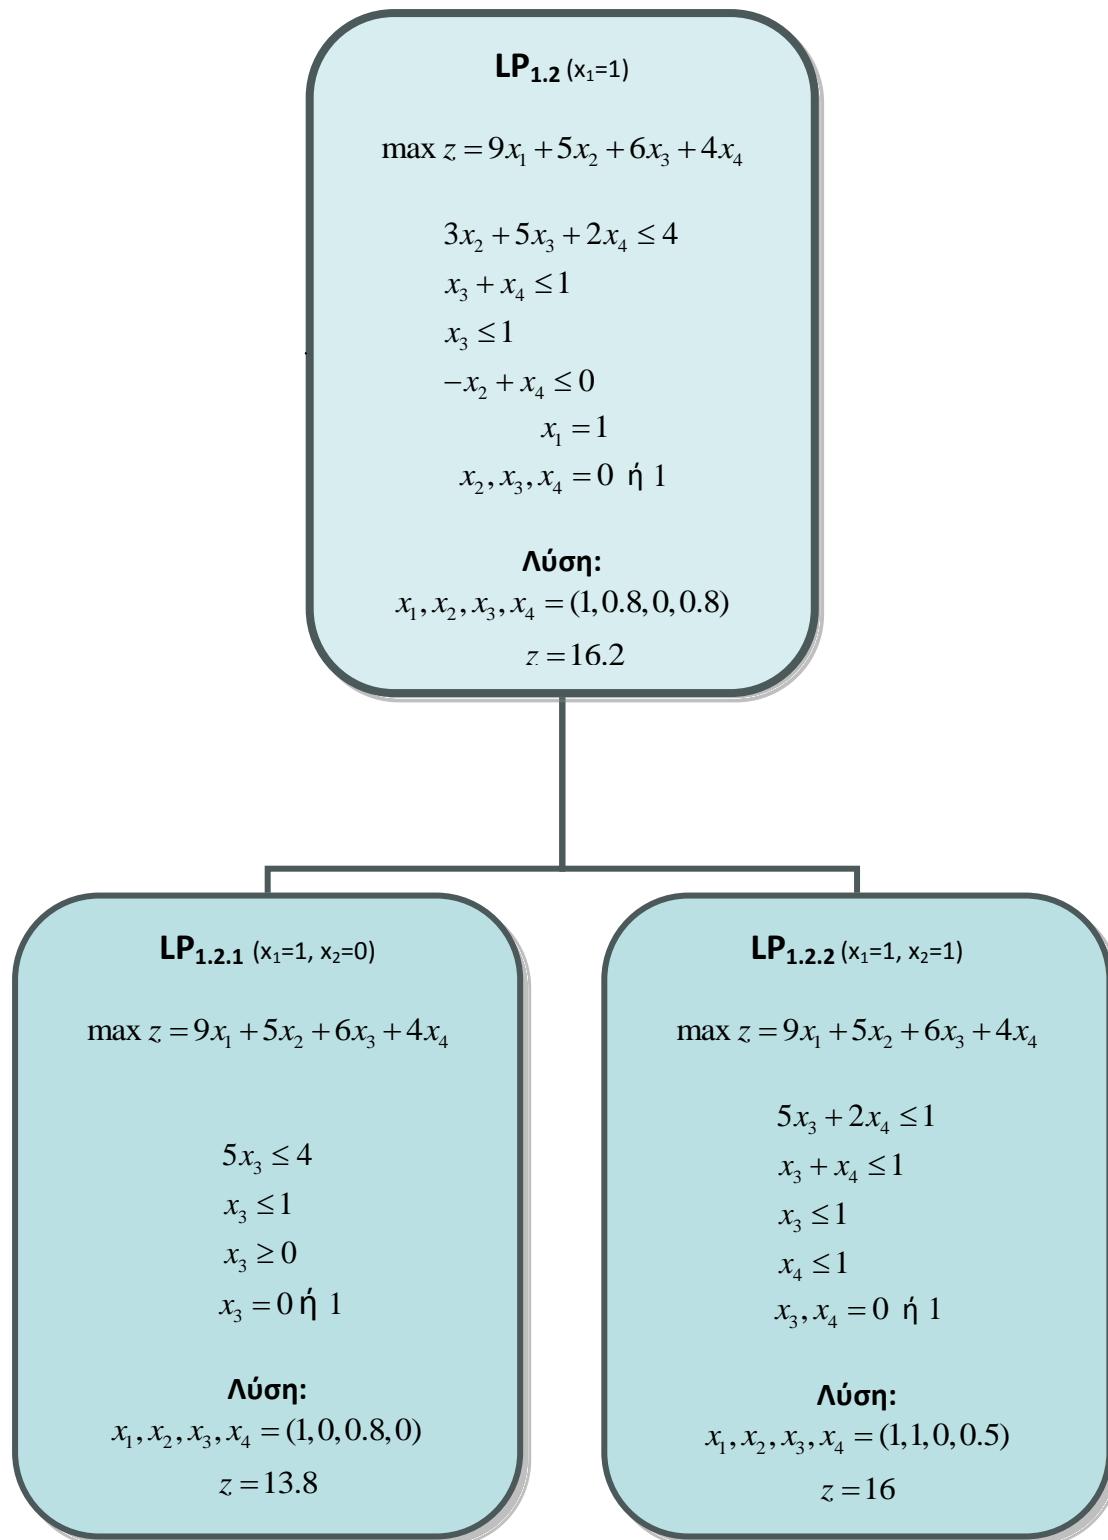 LP₁.₂ (x₁=1)
max z = 9x₁ + 5x₂ + 6x₃ + 4x₄
3x₂ + 5x₃ + 2x₄ ≤ 4
x₃ + x₄ ≤ 1
x₃ ≤ 1
−x₂ + x₄ ≤ 0
x₁ = 1
x₂, x₃, x₄ = 0 ή 1
Λύση:
x₁, x₂, x₃, x₄ = (1, 0.8, 0, 0.8)
z = 16.2
LP₁.₂.₁ (x₁=1, x₂=0)
max z = 9x₁ + 5x₂ + 6x₃ + 4x₄
5x₃ ≤ 4
x₃ ≤ 1
x₃ ≥ 0
x₃ = 0 ή 1
Λύση:
x₁, x₂, x₃, x₄ = (1, 0, 0.8, 0)
z = 13.8
LP₁.₂.₂ (x₁=1, x₂=1)
max z = 9x₁ + 5x₂ + 6x₃ + 4x₄
5x₃ + 2x₄ ≤ 1
x₃ + x₄ ≤ 1
x₃ ≤ 1
x₄ ≤ 1
x₃, x₄ = 0 ή 1
Λύση:
x₁, x₂, x₃, x₄ = (1, 1, 0, 0.5)
z = 16